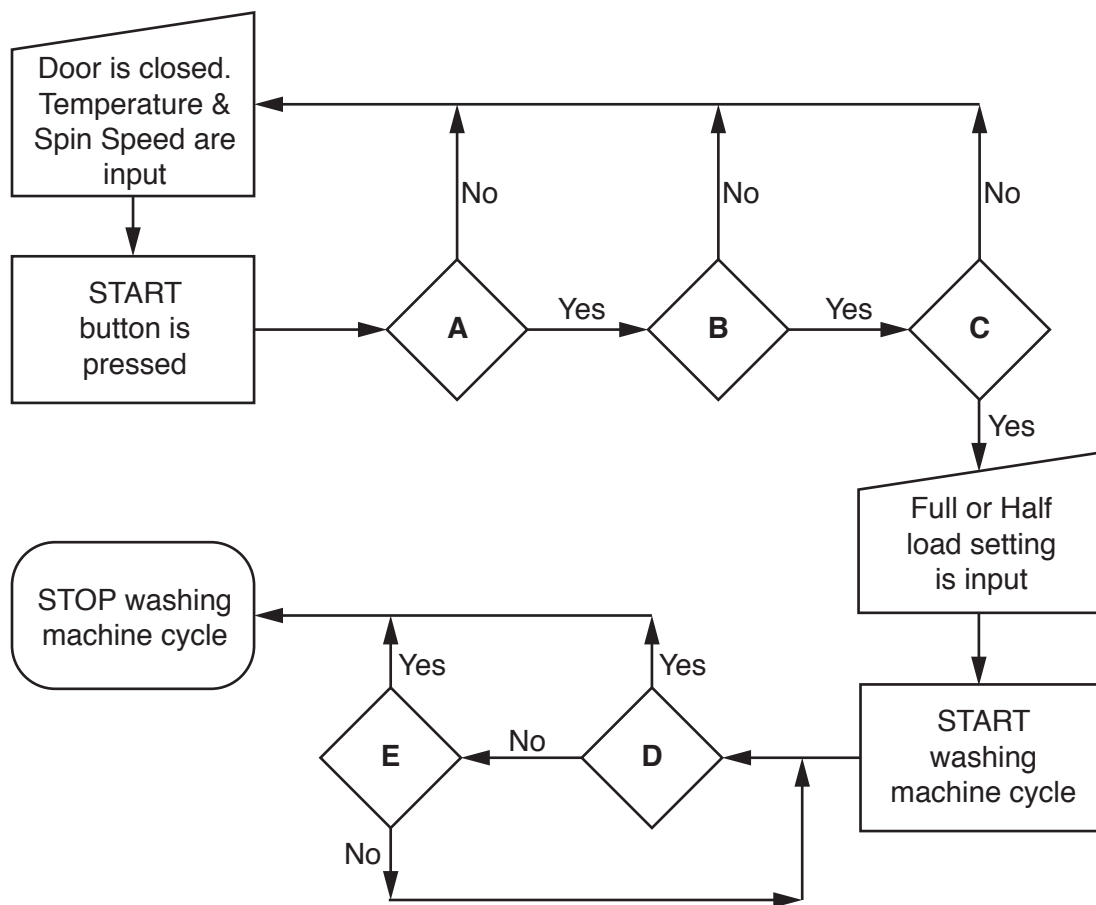 Door is closed.
Temperature &
Spin Speed are
input
No
No
No
START
button is
pressed
A
Yes
B
Yes
C
Yes
Full or Half
load setting
is input
STOP washing
machine cycle
Yes
Yes
E
No
D
START
washing
machine cycle
No